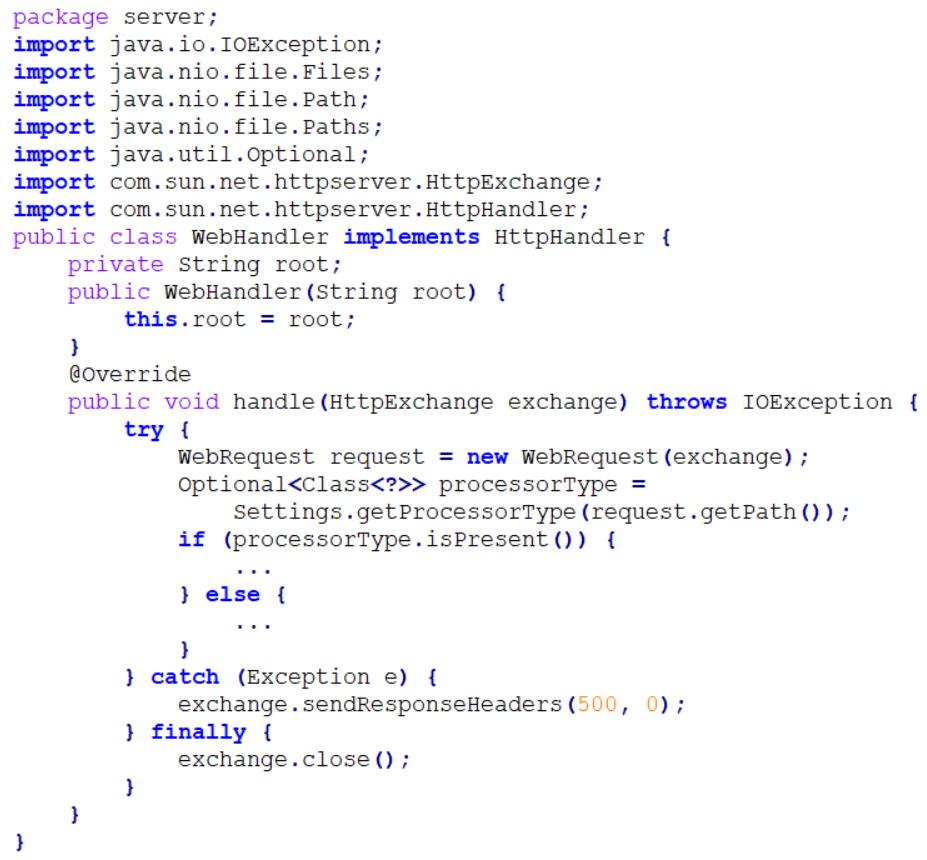 package server;
import java.io.IOException;
import java.nio.file.Files;
import java.nio.file.Path;
import java.nio.file.Paths;
import java.util.Optional;
import com.sun.net.httpserver.HttpExchange;
import com.sun.net.httpserver.HttpHandler;
public class WebHandler implements HttpHandler {
    private String root;
    public WebHandler(String root) {
        this.root = root;
    }
    @Override
    public void handle(HttpExchange exchange) throws IOException {
        try {
            WebRequest request = new WebRequest(exchange);
            Optional<Class<?>> processorType =
                Settings.getProcessorType(request.getPath());
            if (processorType.isPresent()) {
                ...
            } else {
                ...
            }
        } catch (Exception e) {
            exchange.sendResponseHeaders(500, 0);
        } finally {
            exchange.close();
        }
    }
}